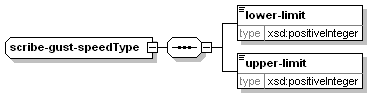 lower-limit
type xsd:positiveInteger
scribe-gust-speedType
upper-limit
type xsd:positiveInteger